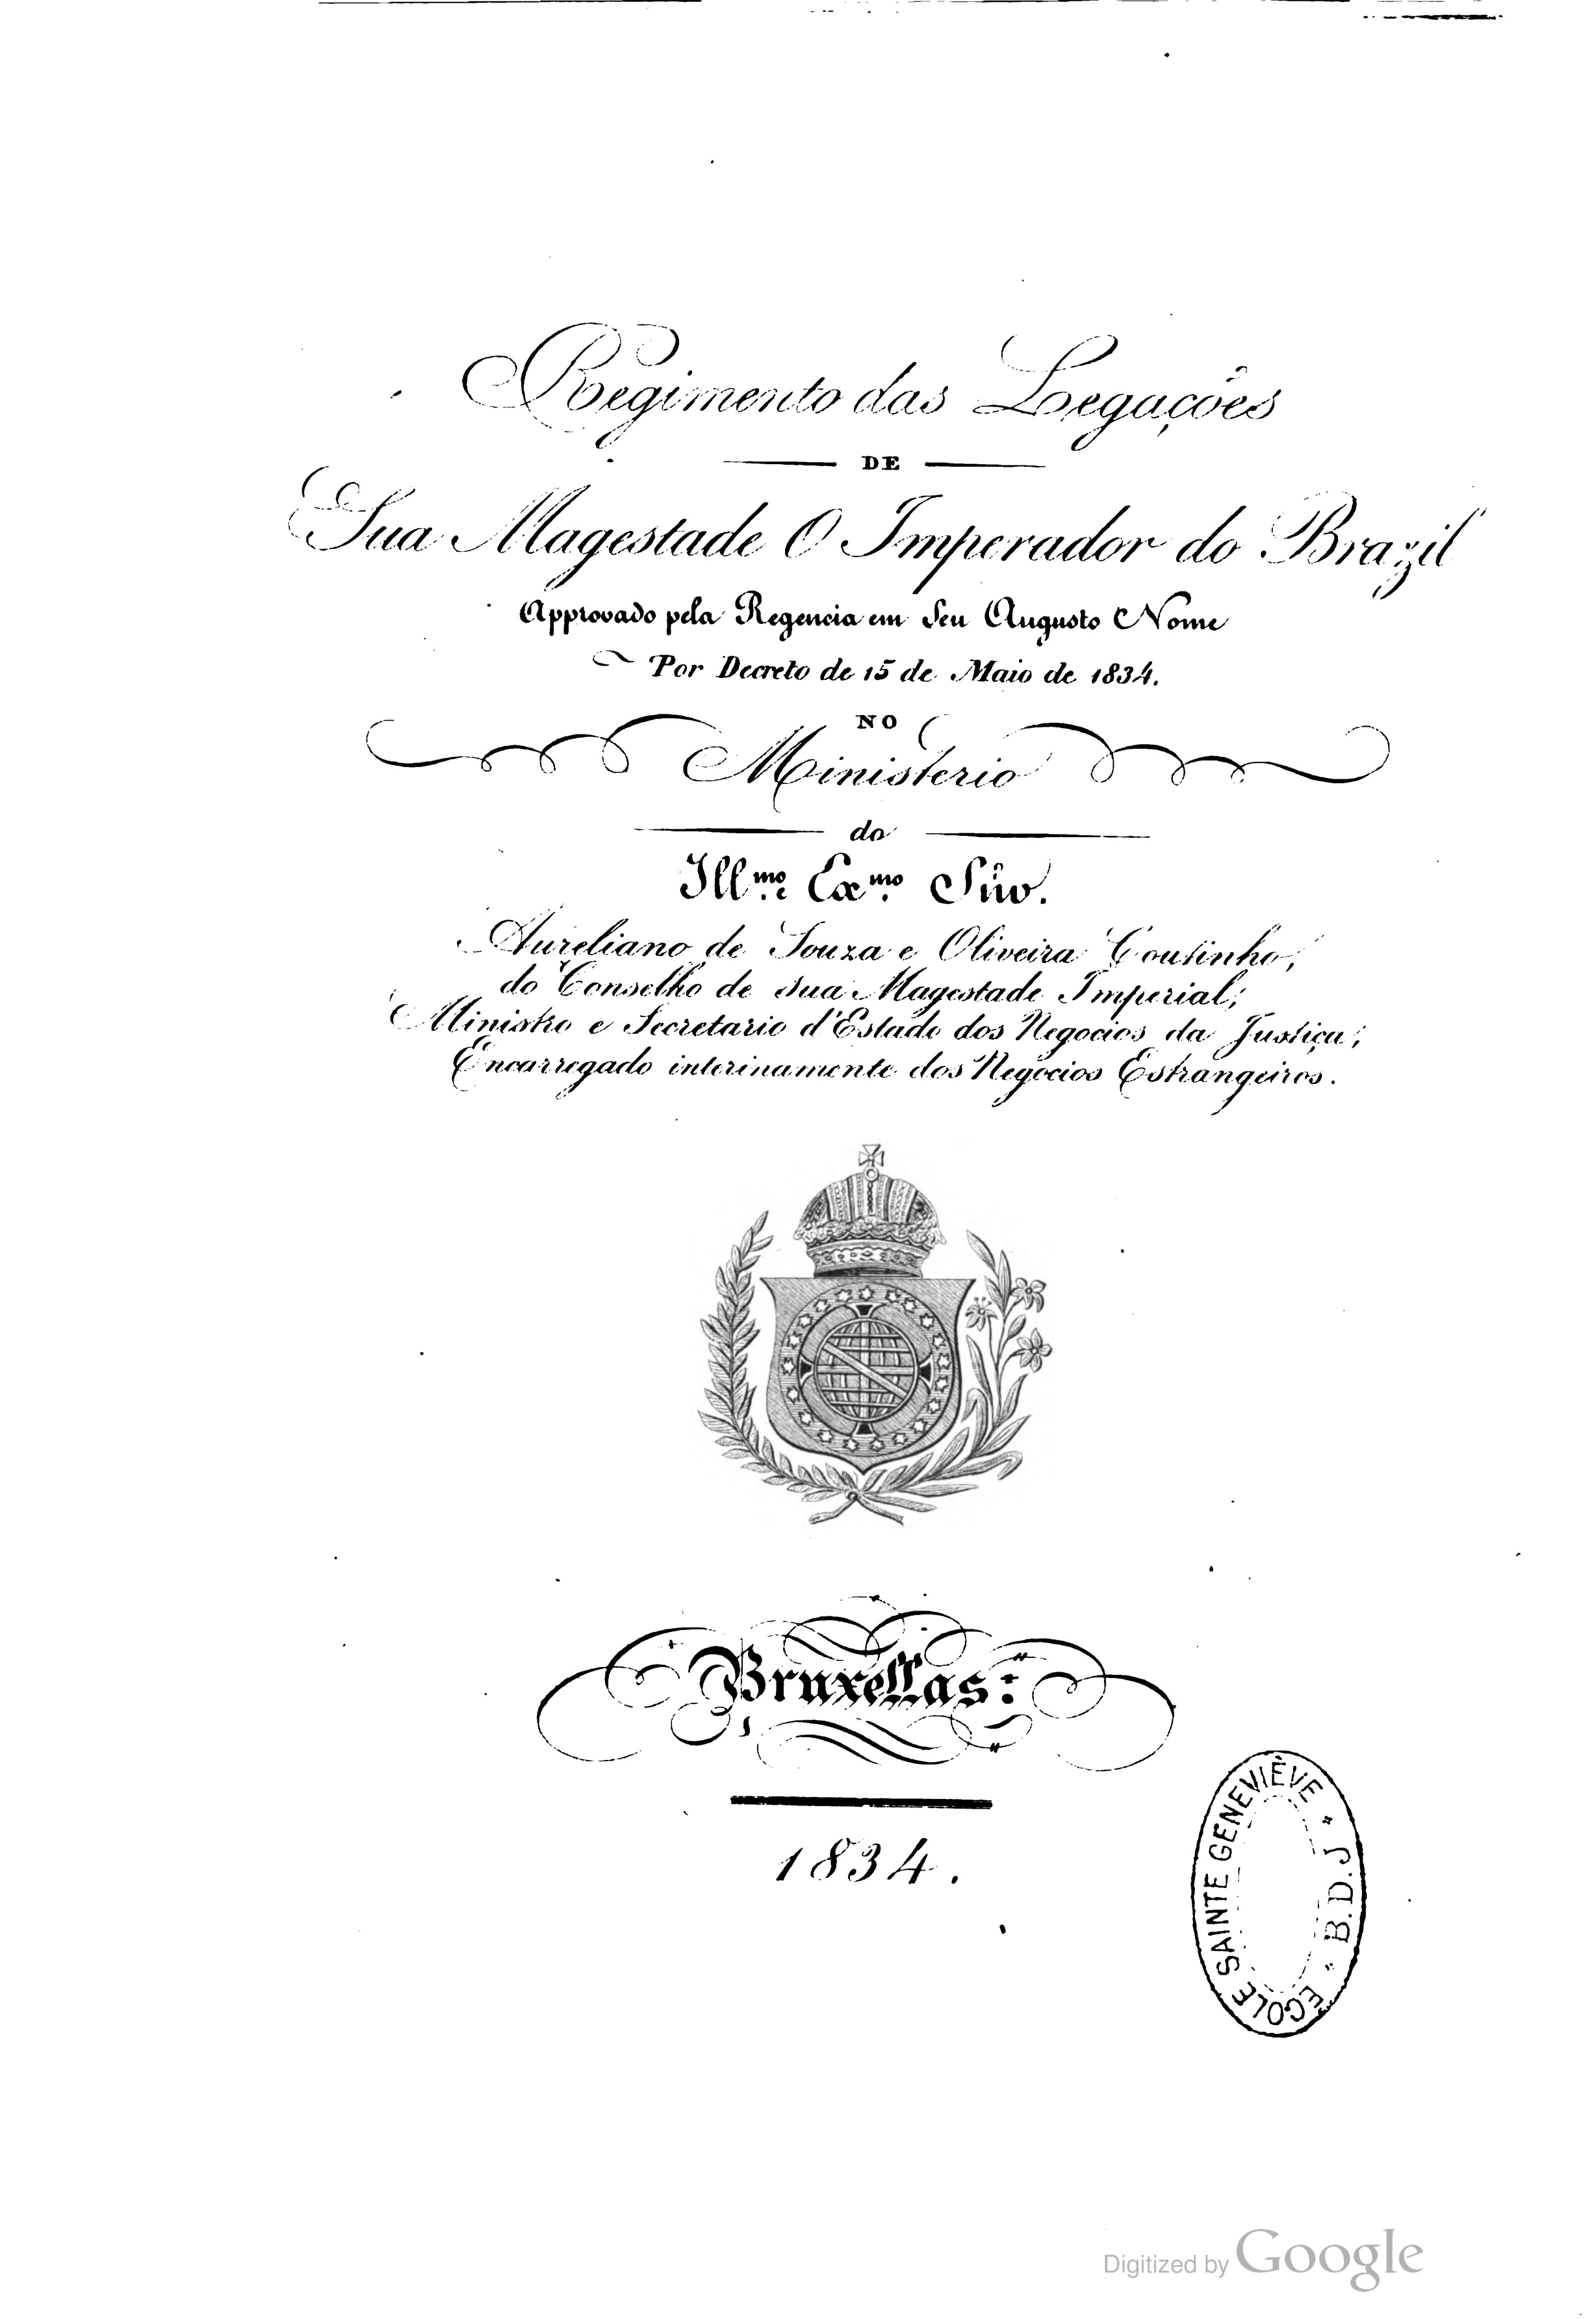 Regimento das Legações
DE
Sua Magestade O Imperador do Brazil
Approvado pela Regencia em Seu Augusto Nome
Por Decreto de 15 de Maio de 1834.
NO
Ministerio
do
Illmo. e Exmo. Snr.
Aureliano de Souza e Oliveira Coutinho,
do Conselho de Sua Magestade Imperial;
Ministro e Secretario d'Estado dos Negocios da Justiça;
Encarregado interinamente dos Negocios Estrangeiros.
Bruxellas:
1834.
ECOLE SAINTE GENEVIÈVE
B.D.J
Digitized by Google